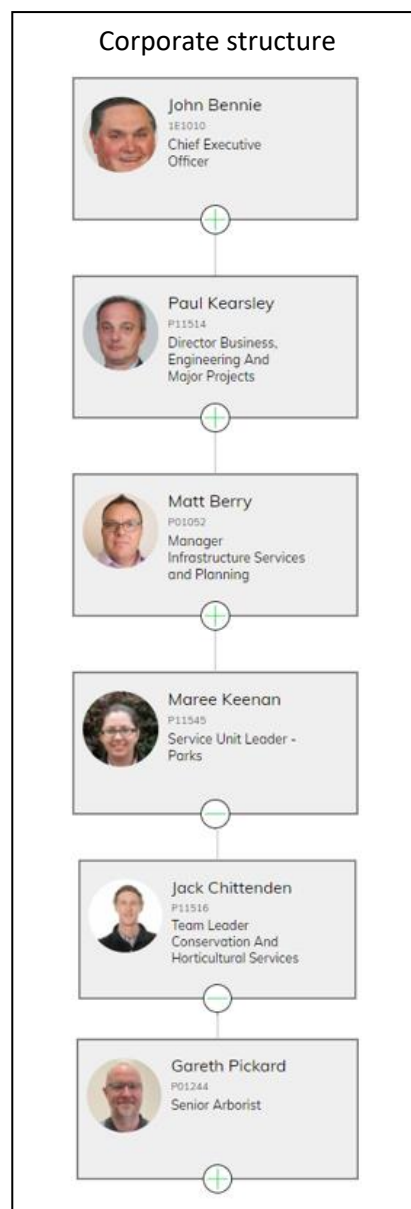 Corporate structure
John Bennie
1E1010
Chief Executive
Officer
Paul Kearsley
P11514
Director Business,
Engineering And
Major Projects
Matt Berry
P01052
Manager
Infrastructure Services
and Planning
Maree Keenan
P11545
Service Unit Leader -
Parks
Jack Chittenden
P11516
Team Leader
Conservation And
Horticultural Services
Gareth Pickard
P01244
Senior Arborist